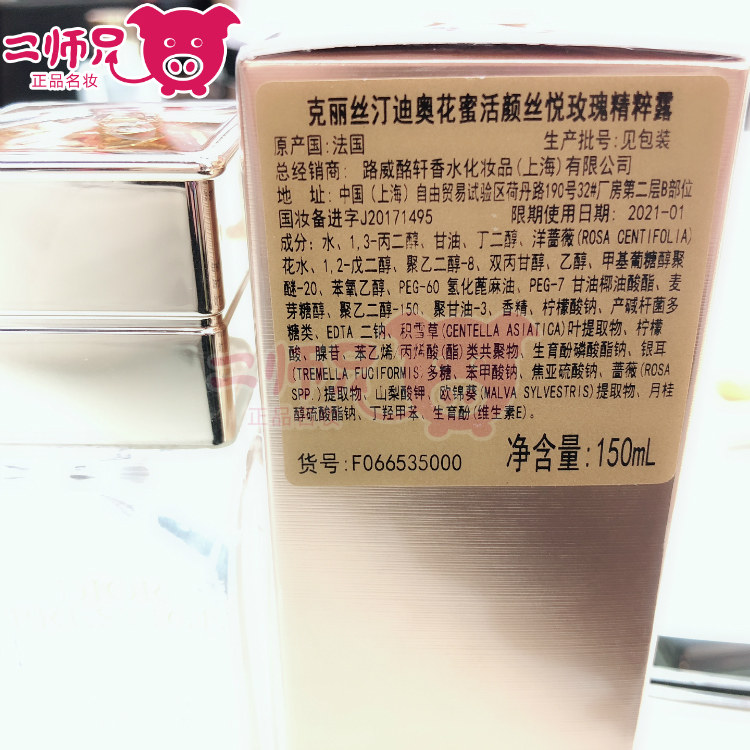 二师兄
正品名妆
克丽丝汀迪奥花蜜活颜丝悦玫瑰精粹露
原产国:法国 生产批号:见包装
总经销商: 路威酩轩香水化妆品(上海)有限公司
地 址: 中国(上海)自由贸易试验区荷丹路190号32#厂房第二层B部位
国妆备进字J20171495 限期使用日期: 2021-01
成分: 水、1,3-丙二醇、甘油、丁二醇、洋蔷薇(ROSA CENTIFOLIA)
花水、1,2-戊二醇、聚乙二醇-8、双丙甘醇、乙醇、甲基葡糖醇聚
醚-20、苯氧乙醇、PEG-60 氢化蓖麻油、PEG-7 甘油椰油酸酯、麦
芽糖醇、聚乙二醇-150、聚甘油-3、香精、柠檬酸钠、产碱杆菌多
糖类、EDTA 二钠、积雪草(CENTELLA ASIATICA)叶提取物、柠檬
酸、腺苷、苯乙烯/丙烯酸(酯)类共聚物、生育酚磷酸酯钠、银耳
(TREMELLA FUCIFORMIS)多糖、苯甲酸钠、焦亚硫酸钠、蔷薇(ROSA
SPP.)提取物、山梨酸钾、欧锦葵(MALVA SYLVESTRIS)提取物、月桂
醇硫酸酯钠、丁羟甲苯、生育酚(维生素E)。
二师兄
正品名妆
货号:F066535000 净含量:150mL